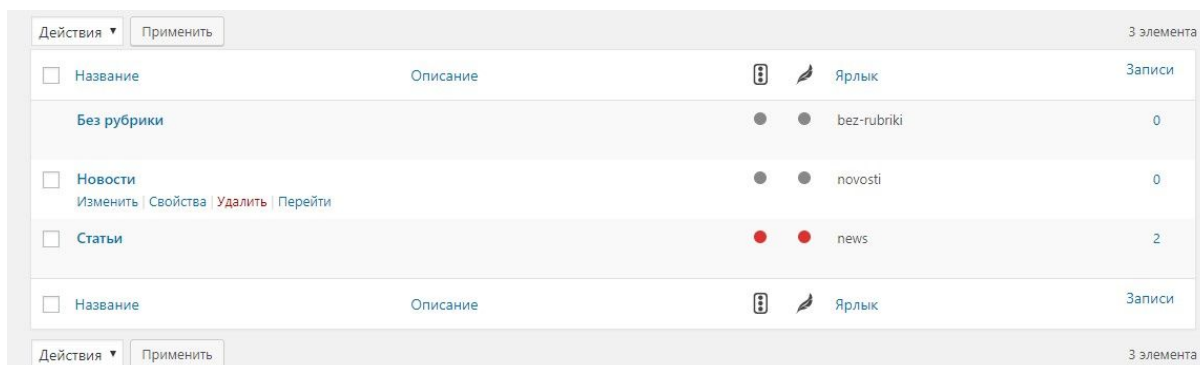 Действия ▼ Применить 3 элемента
Название Описание Ярлык Записи
Без рубрики bez-rubriki 0
Новости novosti 0
Изменить | Свойства | Удалить | Перейти
Статьи news 2
Название Описание Ярлык Записи
Действия ▼ Применить 3 элемента